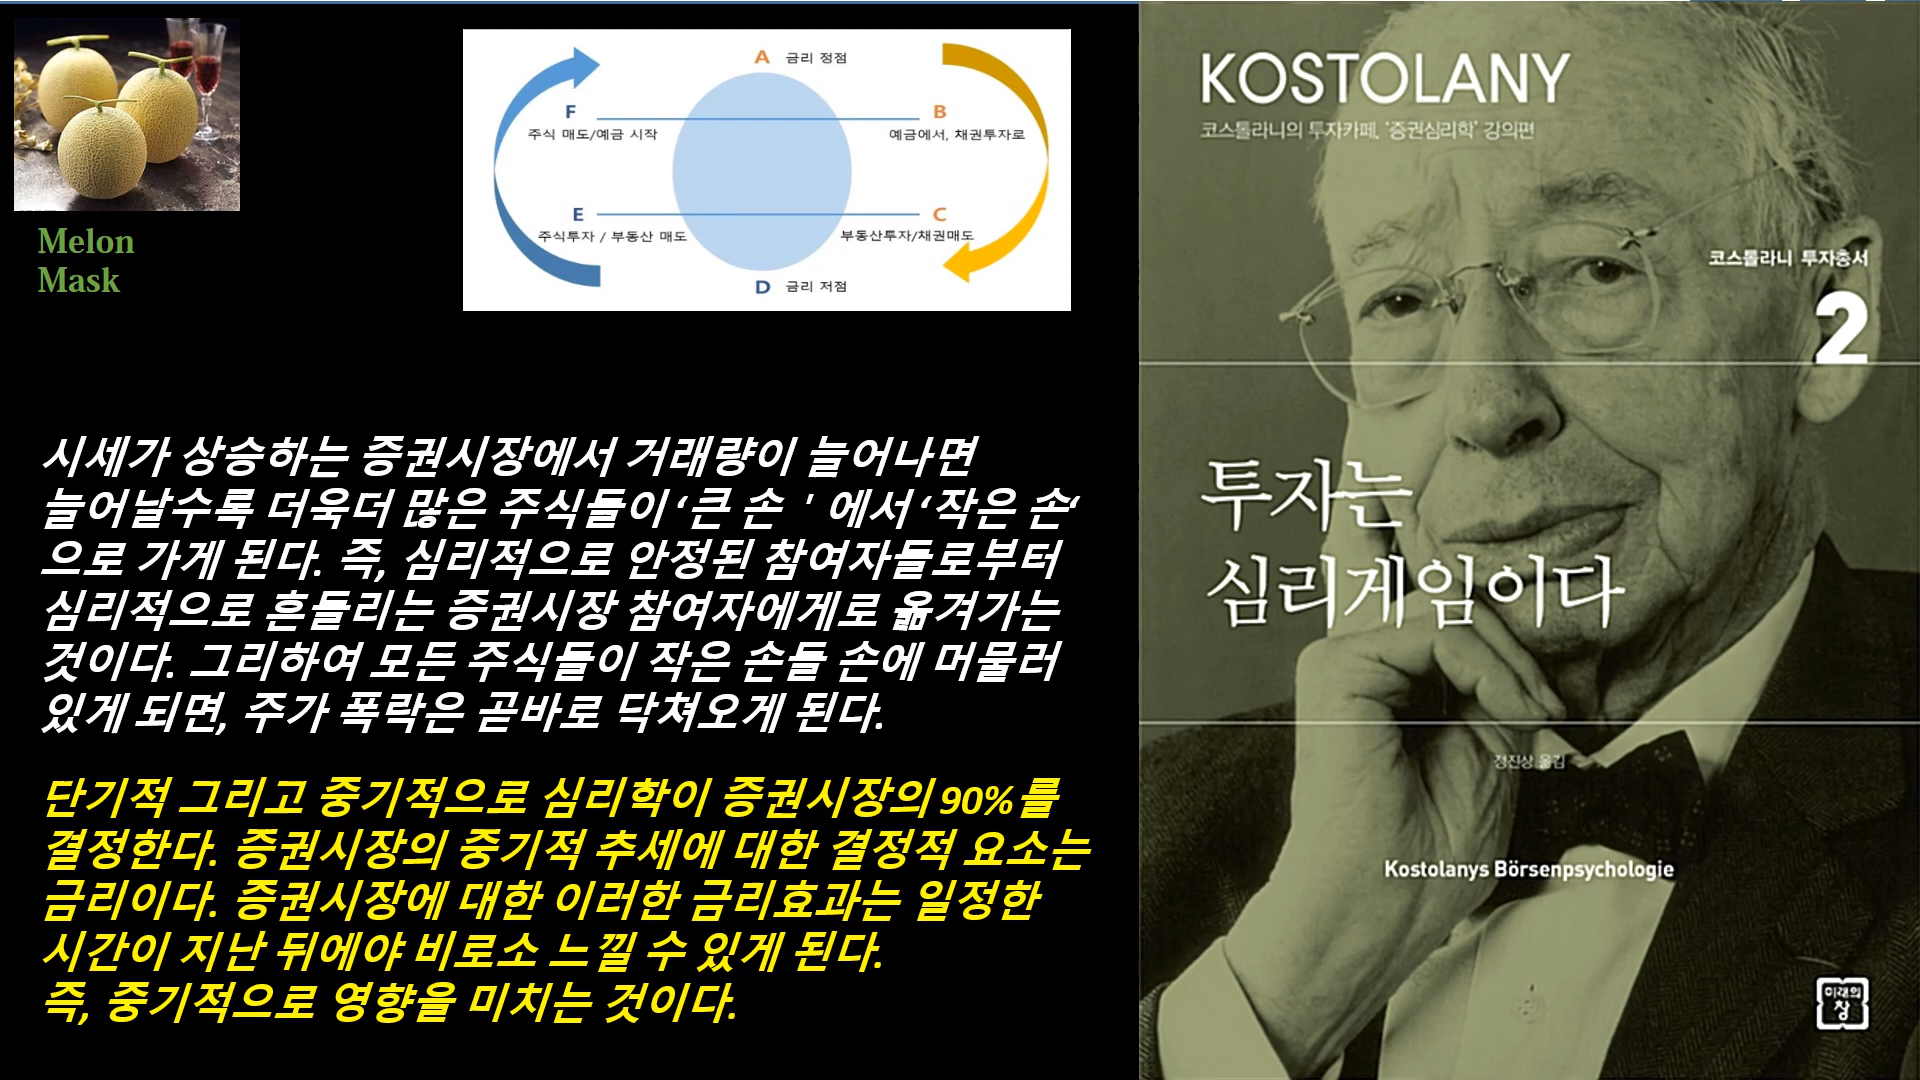 Melon
Mask
A 금리 정점
F
주식 매도/예금 시작
B
예금에서, 채권투자로
E
주식투자 / 부동산 매도
C
부동산투자/채권매도
D 금리 저점
시세가 상승하는 증권시장에서 거래량이 늘어나면
늘어날수록 더욱더 많은 주식들이 ‘큰 손 ' 에서 ‘작은 손‘
으로 가게 된다. 즉, 심리적으로 안정된 참여자들로부터
심리적으로 흔들리는 증권시장 참여자에게로 옮겨가는
것이다. 그리하여 모든 주식들이 작은 손들 손에 머물러
있게 되면, 주가 폭락은 곧바로 닥쳐오게 된다.
단기적 그리고 중기적으로 심리학이 증권시장의 90%를
결정한다. 증권시장의 중기적 추세에 대한 결정적 요소는
금리이다. 증권시장에 대한 이러한 금리효과는 일정한
시간이 지난 뒤에야 비로소 느낄 수 있게 된다.
즉, 중기적으로 영향을 미치는 것이다.
KOSTOLANY
코스톨라니의 투자카페, ‘증권심리학’ 강의편
코스톨라니 투자총서
2
투자는
심리게임이다
정진상 옮김
Kostolanys Börsenpsychologie
미래의
창